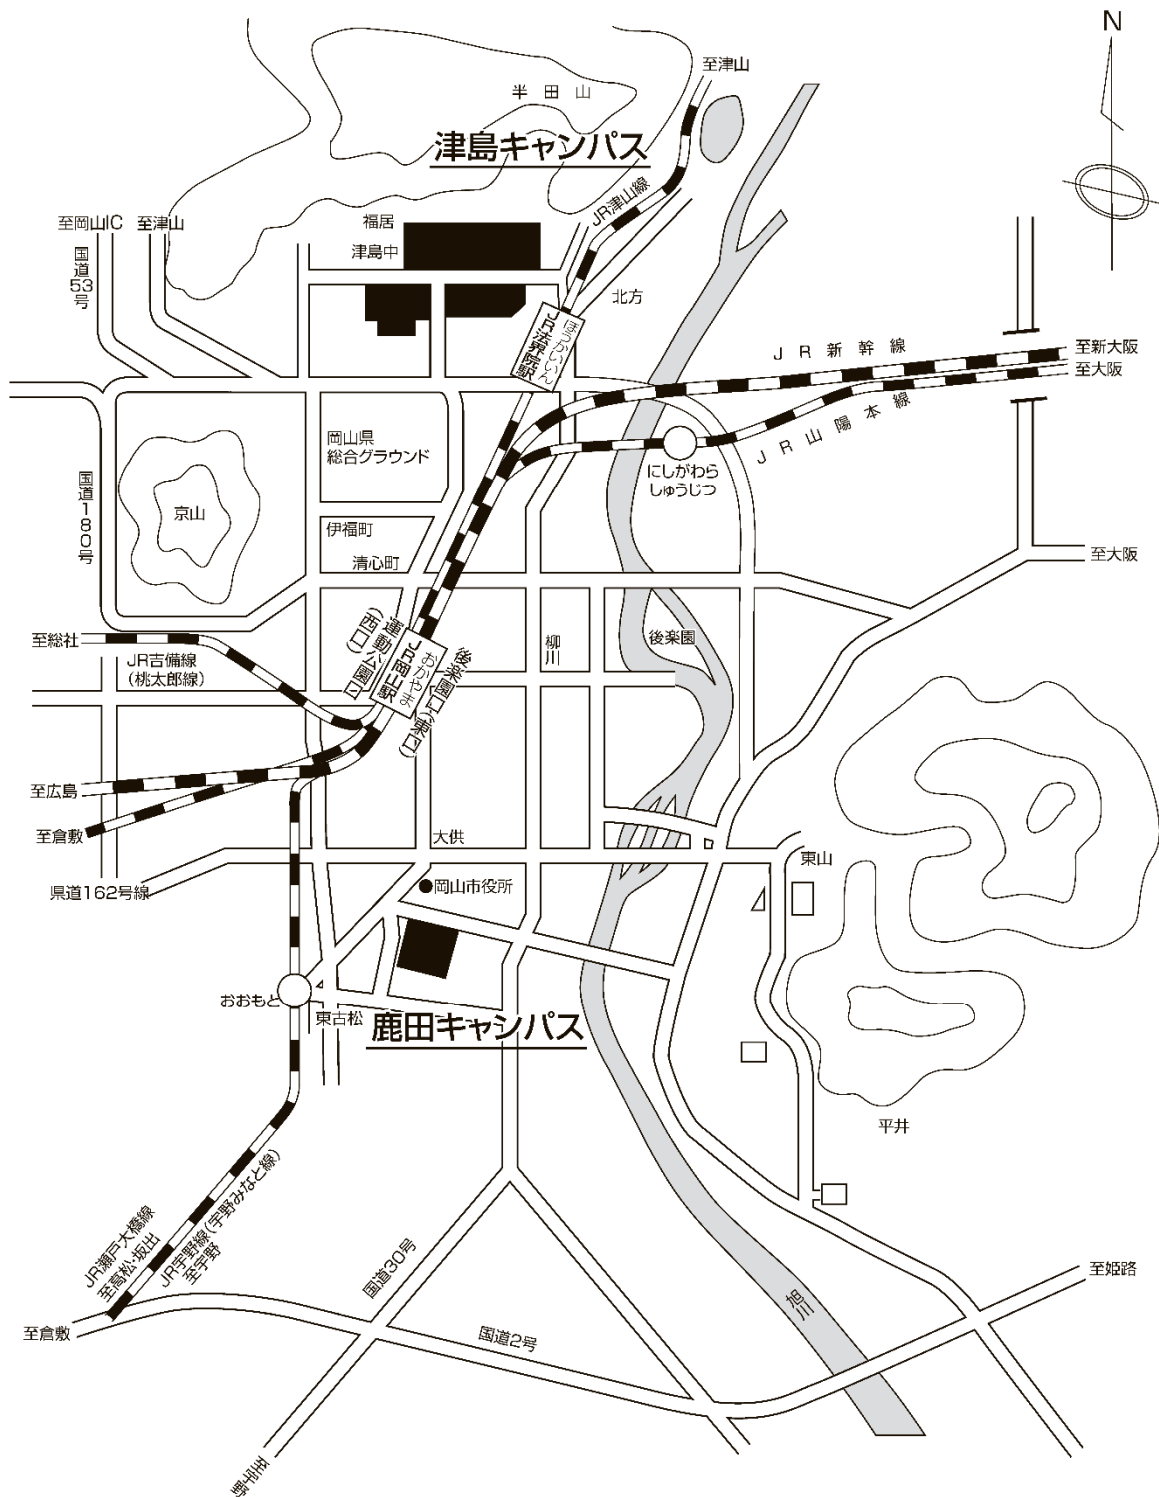 N
至津山
半田山
津島キャンパス
JR津山線
至岡山IC
至津山
福居
津島中
国道53号
北方
ほうかいいん
JR法界院駅
JR新幹線
至新大阪
至大阪
JR山陽本線
岡山県
総合グラウンド
にしがわら
しゅうじつ
国道180号
京山
伊福町
清心町
至大阪
至総社
JR吉備線
(桃太郎線)
運動公園口
(西口)
おかやま
JR岡山駅
後楽園口(東口)
柳川
後楽園
至広島
至倉敷
大供
東山
県道162号線
岡山市役所
おおもと
東古松
鹿田キャンパス
平井
JR瀬戸大橋線
至高松・坂出
JR宇野線(宇野みなと線)
至宇野
国道30号
至倉敷
国道2号
旭川
至姫路
至宇野